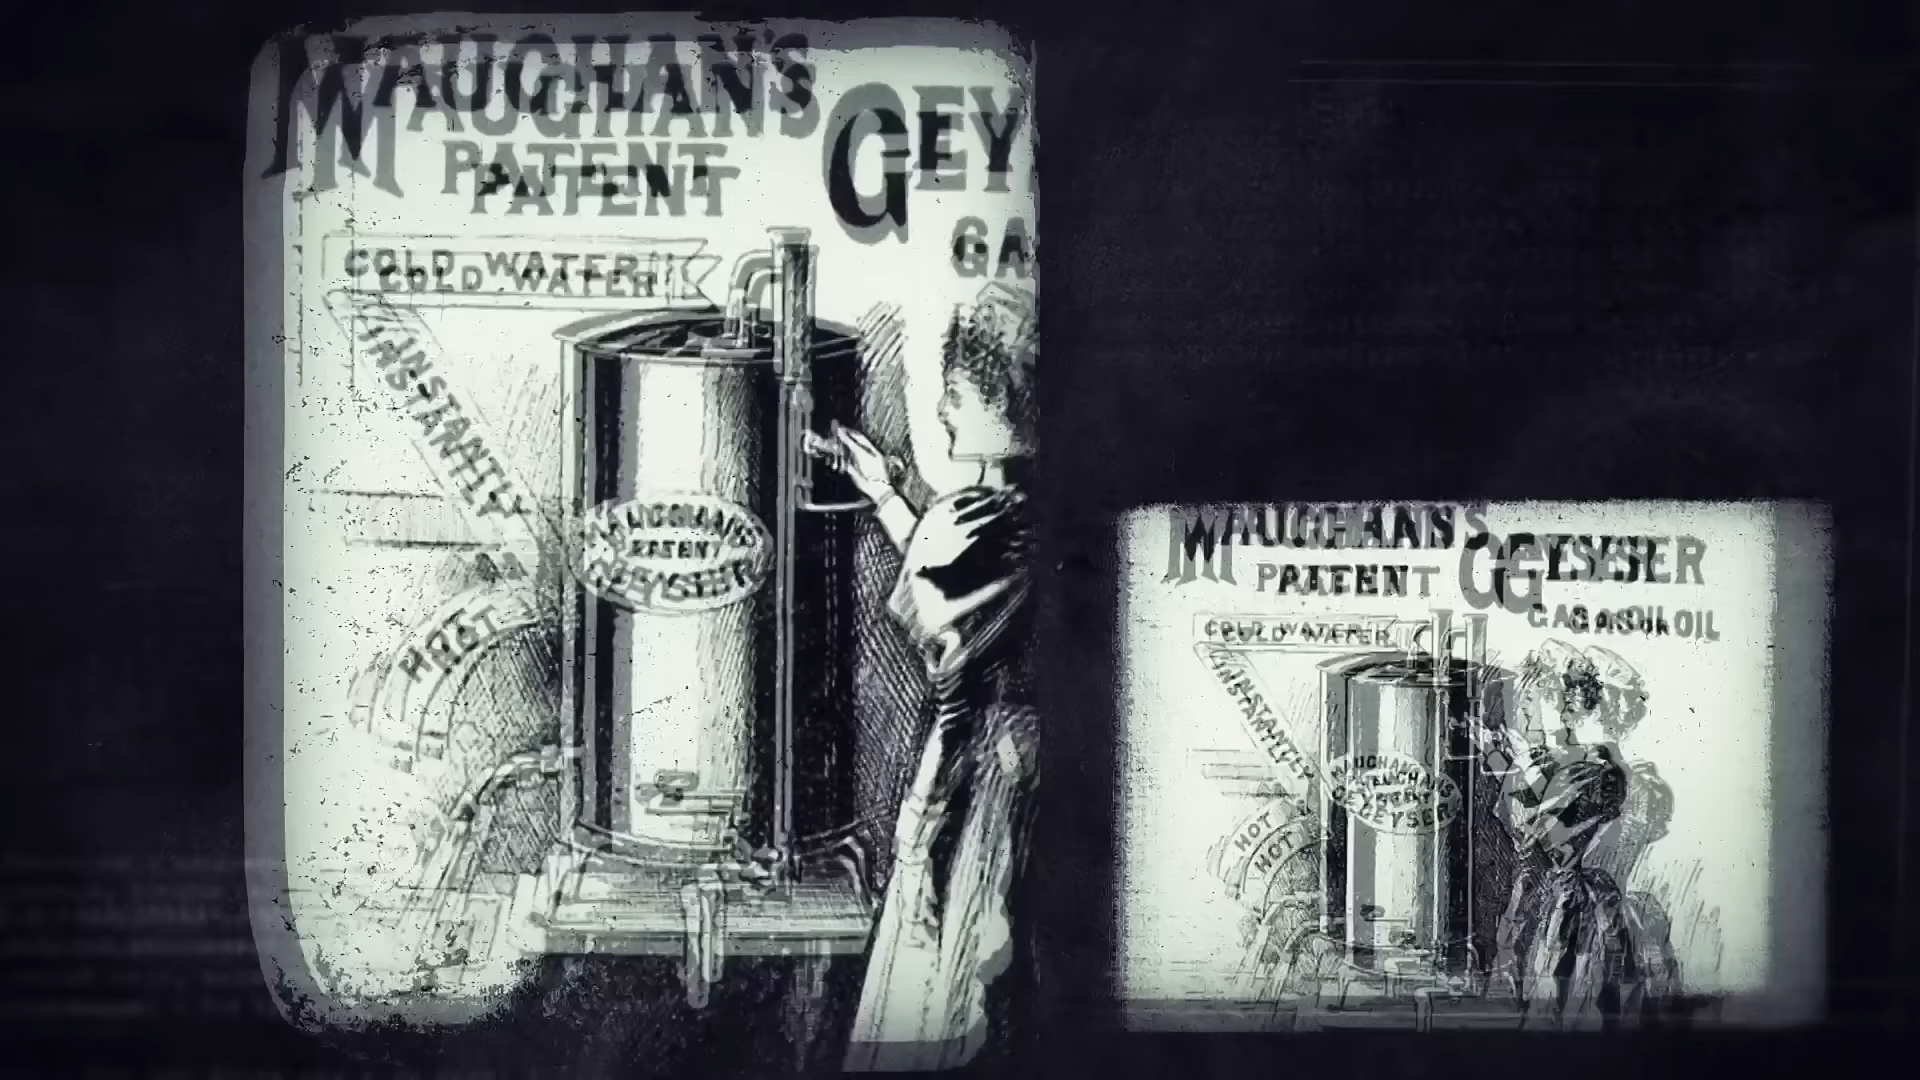 MAUGHAN'S
PATENT
GEY
GA
COLD WATER
INSTANTLY
MAUGHAN'S
PATENT
GEYSER
HOT
MAUGHAN'S
PATENT
GEYSER
GAS OR OIL
COLD WATER
INSTANTLY
MAUGHAN'S
PATENT
GEYSER
HOT